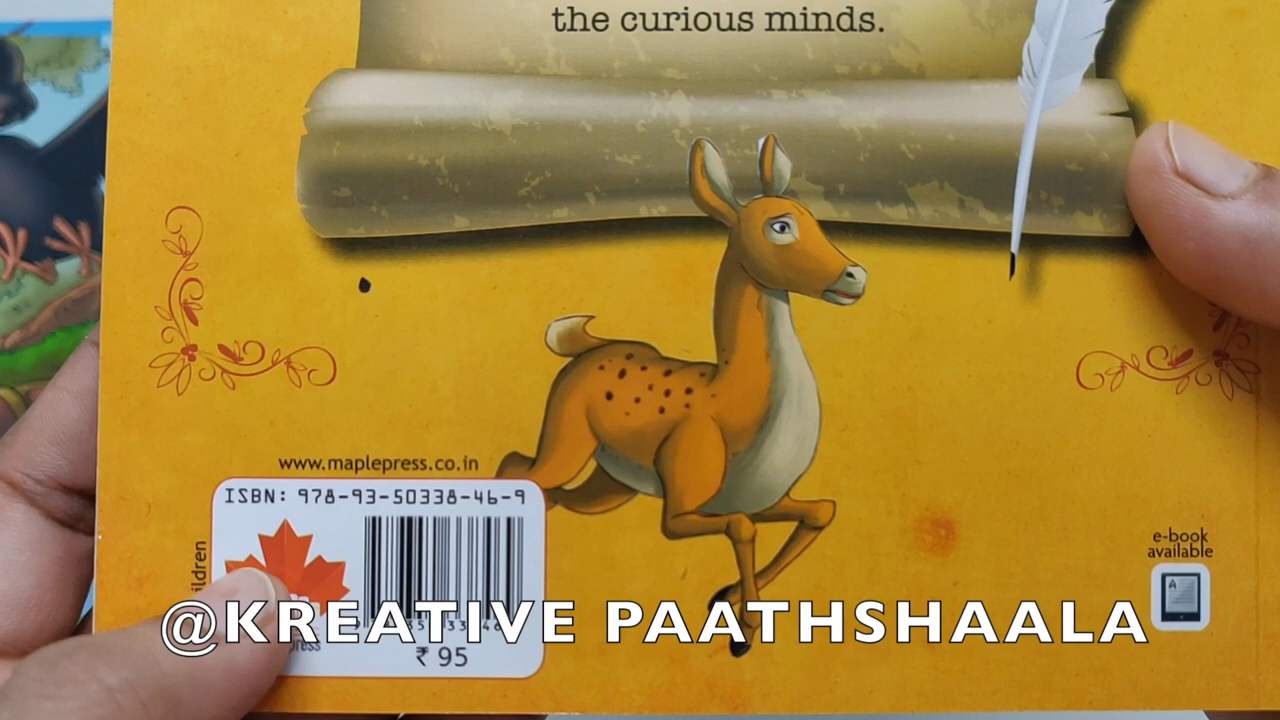 the curious minds.
www.maplepress.co.in
ISBN: 978-93-50338-46-9
e-book
available
A
@KREATIVE PAATHSHAALA
₹ 95